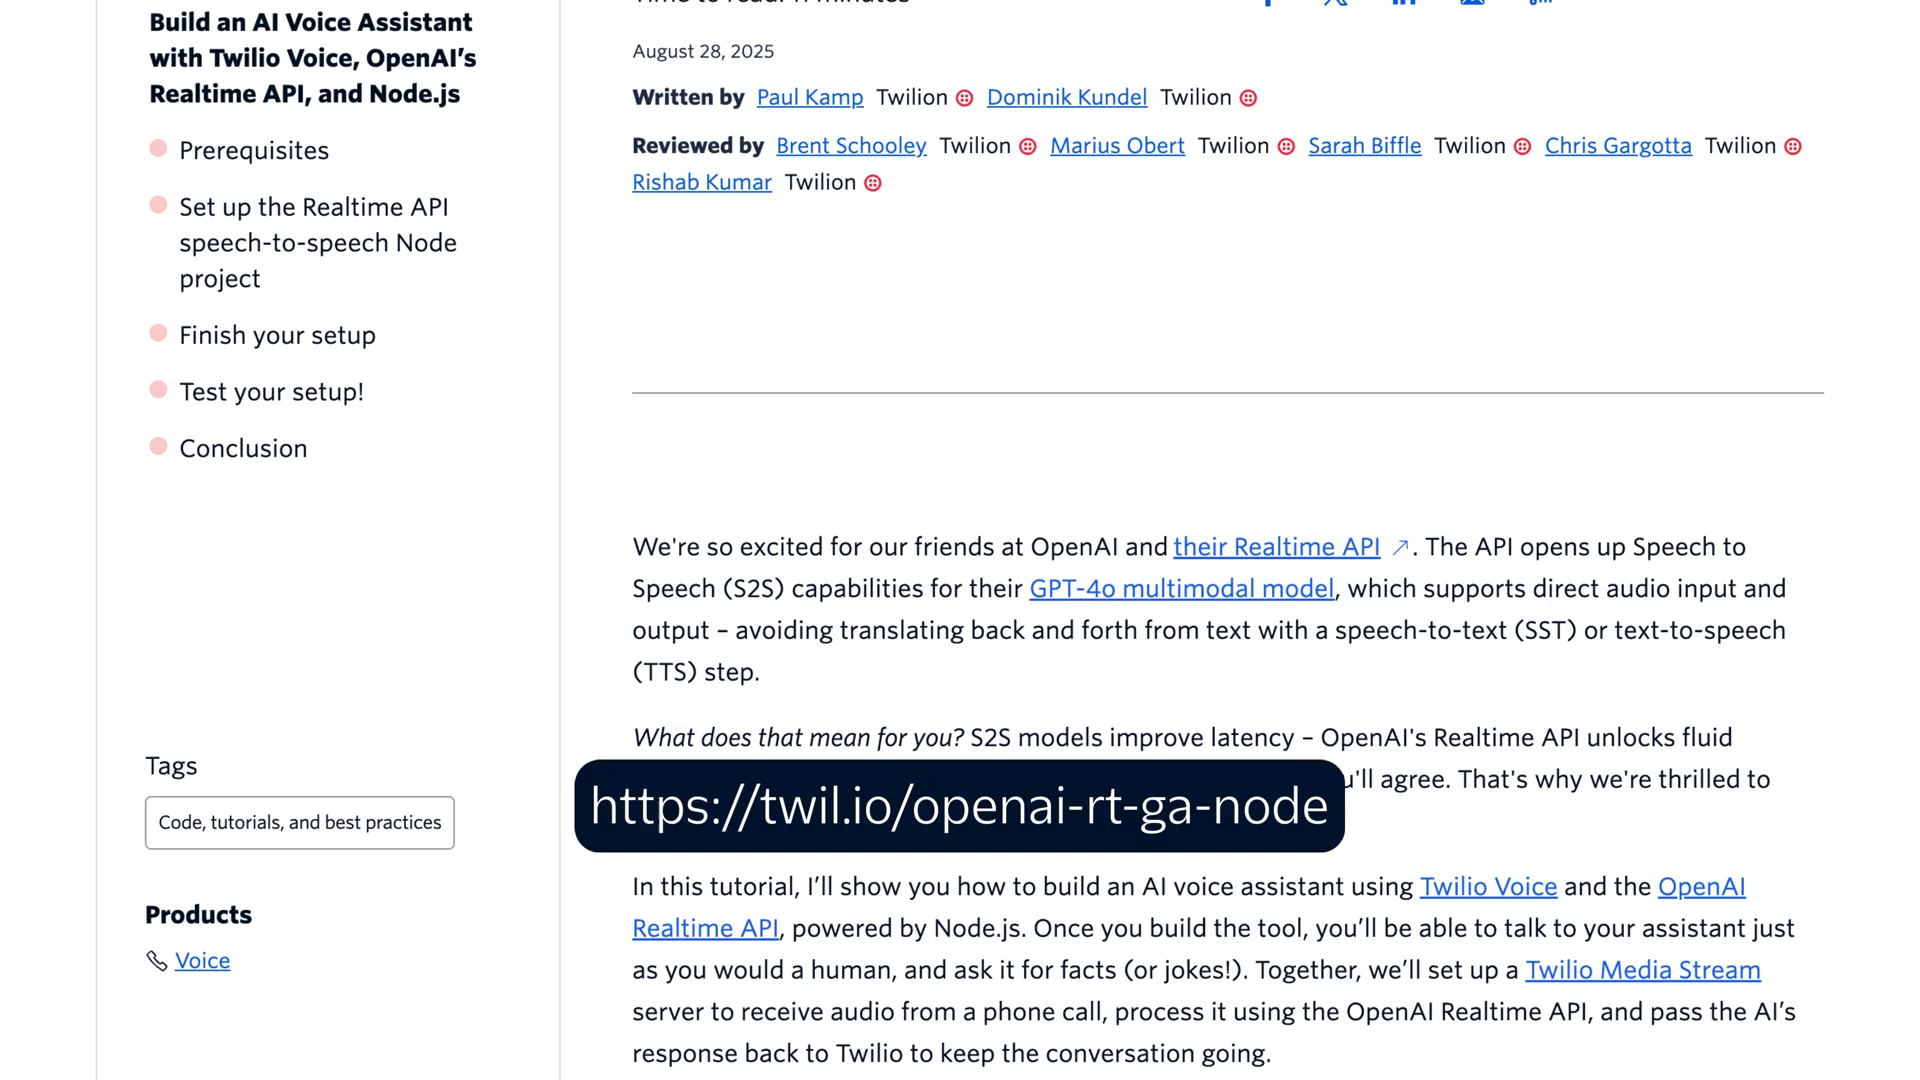 Build an AI Voice Assistant
with Twilio Voice, OpenAI’s
Realtime API, and Node.js
Prerequisites
Set up the Realtime API
speech-to-speech Node
project
Finish your setup
Test your setup!
Conclusion
Tags
Code, tutorials, and best practices
Products
Voice
August 28, 2025
Written by Paul Kamp Twilion Dominik Kundel Twilion
Reviewed by Brent Schooley Twilion Marius Obert Twilion Sarah Biffle Twilion Chris Gargotta Twilion
Rishab Kumar Twilion
We're so excited for our friends at OpenAI and their Realtime API ↗. The API opens up Speech to
Speech (S2S) capabilities for their GPT-4o multimodal model, which supports direct audio input and
output – avoiding translating back and forth from text with a speech-to-text (SST) or text-to-speech
(TTS) step.
What does that mean for you? S2S models improve latency – OpenAI's Realtime API unlocks fluid
u'll agree. That's why we're thrilled to
https://twil.io/openai-rt-ga-node
In this tutorial, I’ll show you how to build an AI voice assistant using Twilio Voice and the OpenAI
Realtime API, powered by Node.js. Once you build the tool, you’ll be able to talk to your assistant just
as you would a human, and ask it for facts (or jokes!). Together, we’ll set up a Twilio Media Stream
server to receive audio from a phone call, process it using the OpenAI Realtime API, and pass the AI’s
response back to Twilio to keep the conversation going.